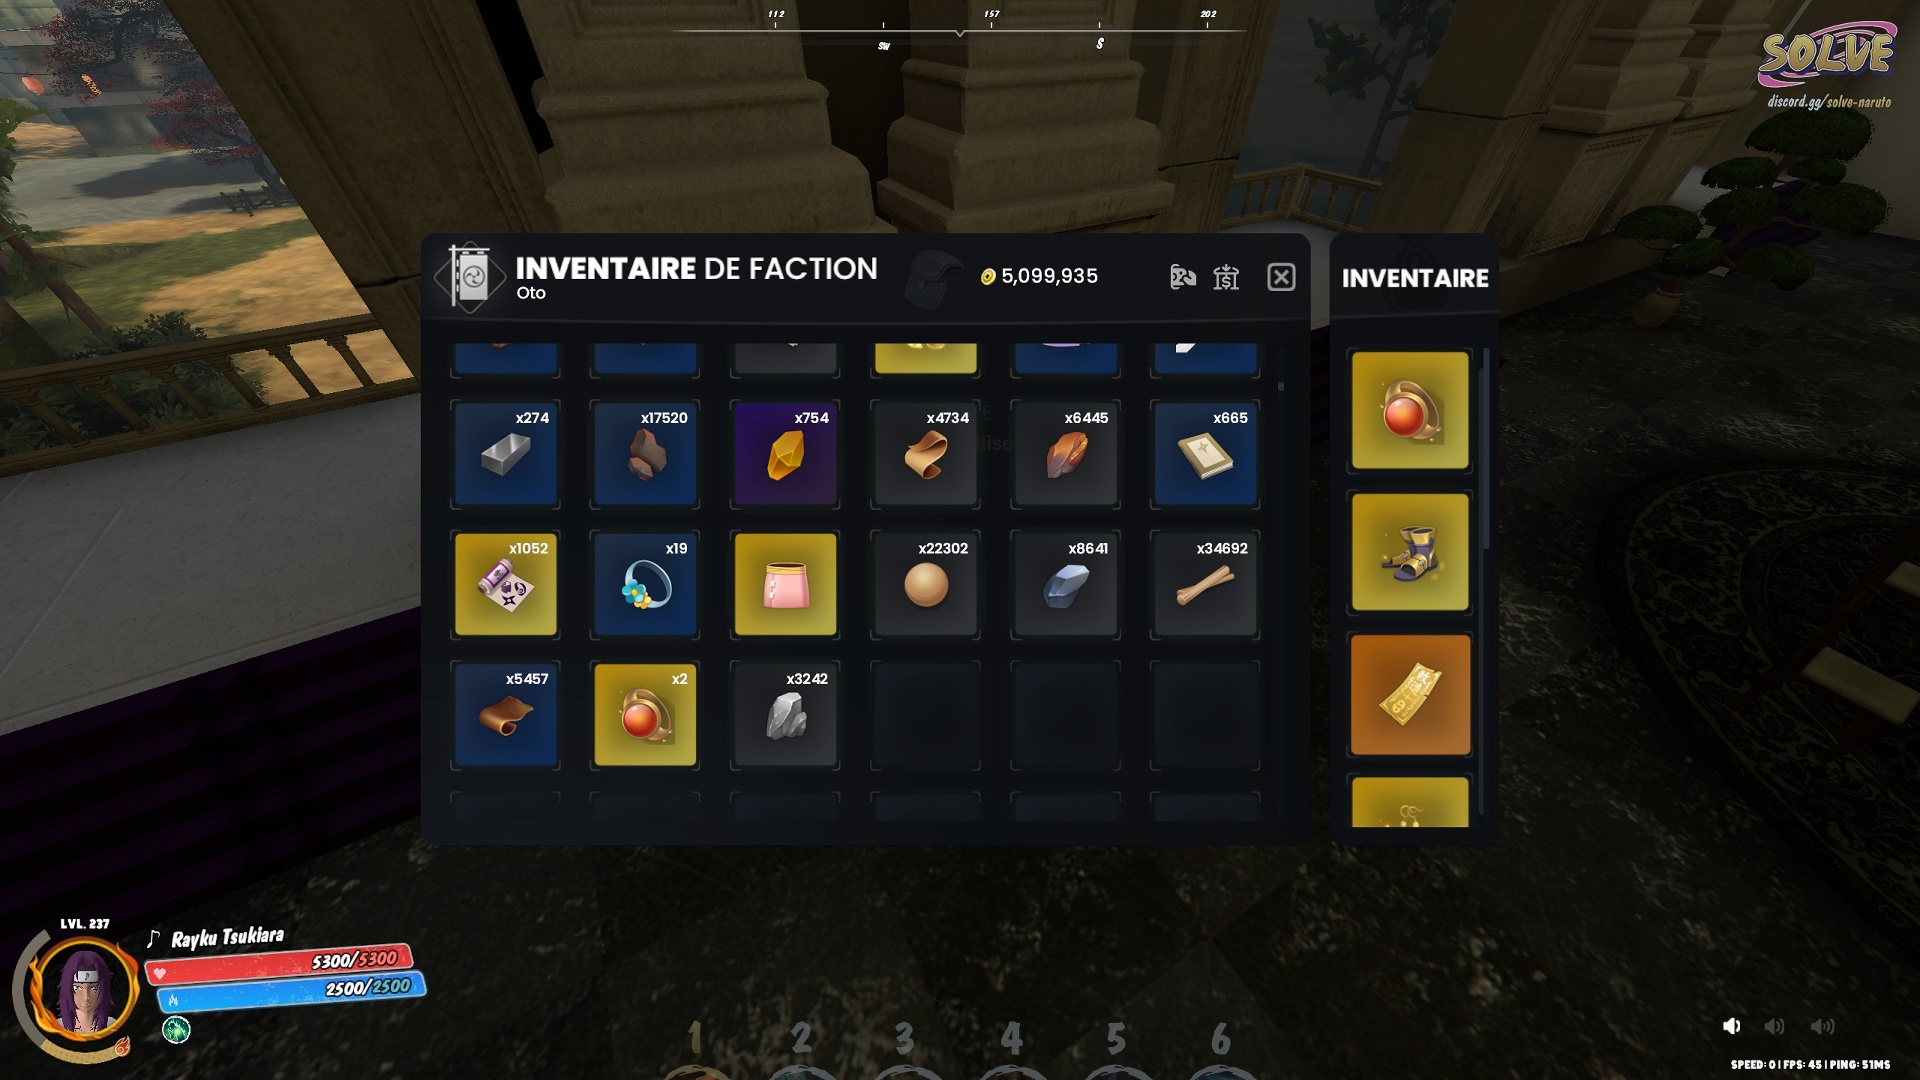 112
157
202
SW
S
SOLVE
discord.gg/solve-naruto
INVENTAIRE DE FACTION
Oto
5,099,935
INVENTAIRE
x274
x17520
x754
x4734
x6445
x665
x1052
x19
x22302
x8641
x34692
x5457
x2
x3242
LVL. 237
Rayku Tsukiara
5300/5300
2500/2500
1
2
3
4
5
6
SPEED: 0 | FPS: 45 | PING: 51MS